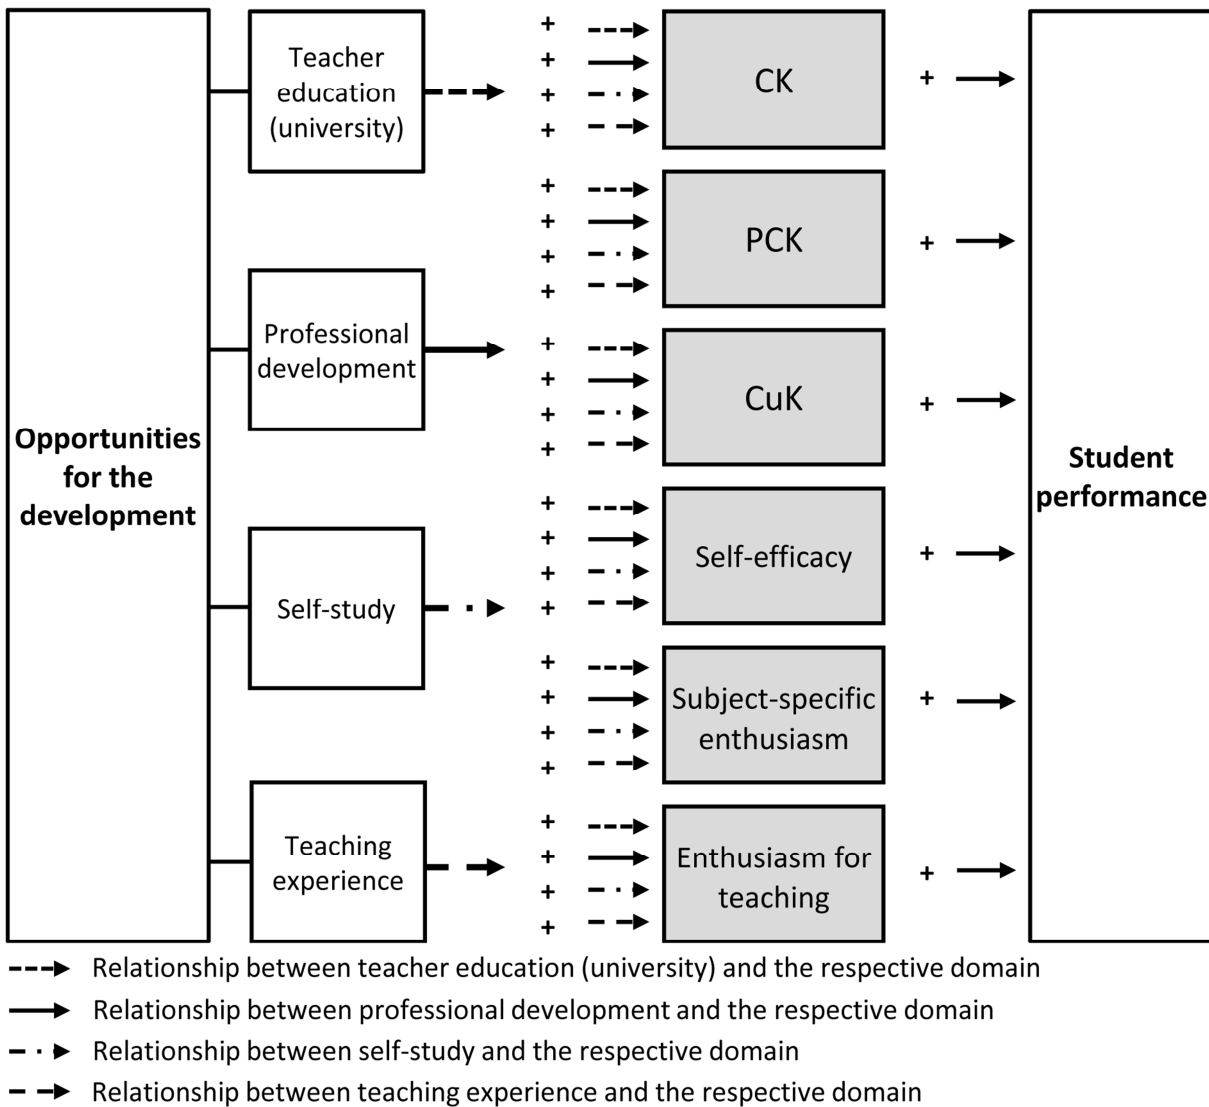 Opportunities
for the
development
Teacher
education
(university)
Professional
development
Self-study
Teaching
experience
+
+
+
+
CK
+
+
+
+
+
PCK
+
+
+
+
+
CuK
+
+
+
+
+
Self-efficacy
+
+
+
+
+
Subject-specific
enthusiasm
+
+
+
+
+
Enthusiasm for
teaching
+
Student
performance
Relationship between teacher education (university) and the respective domain
Relationship between professional development and the respective domain
Relationship between self-study and the respective domain
Relationship between teaching experience and the respective domain